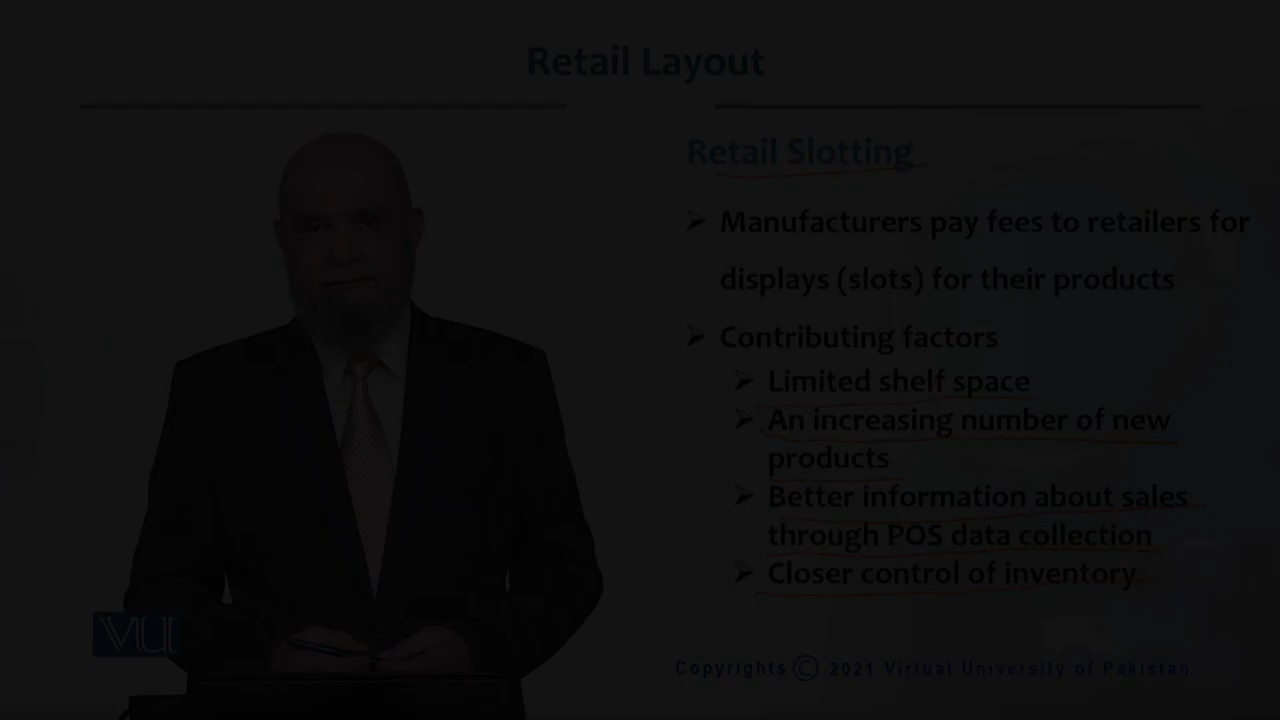 Retail Layout
Retail Slotting
Manufacturers pay fees to retailers for
displays (slots) for their products
Contributing factors
Limited shelf space
An increasing number of new
products
Better information about sales
through POS data collection
Closer control of inventory
VU
Copyrights © 2021 Virtual University of Pakistan